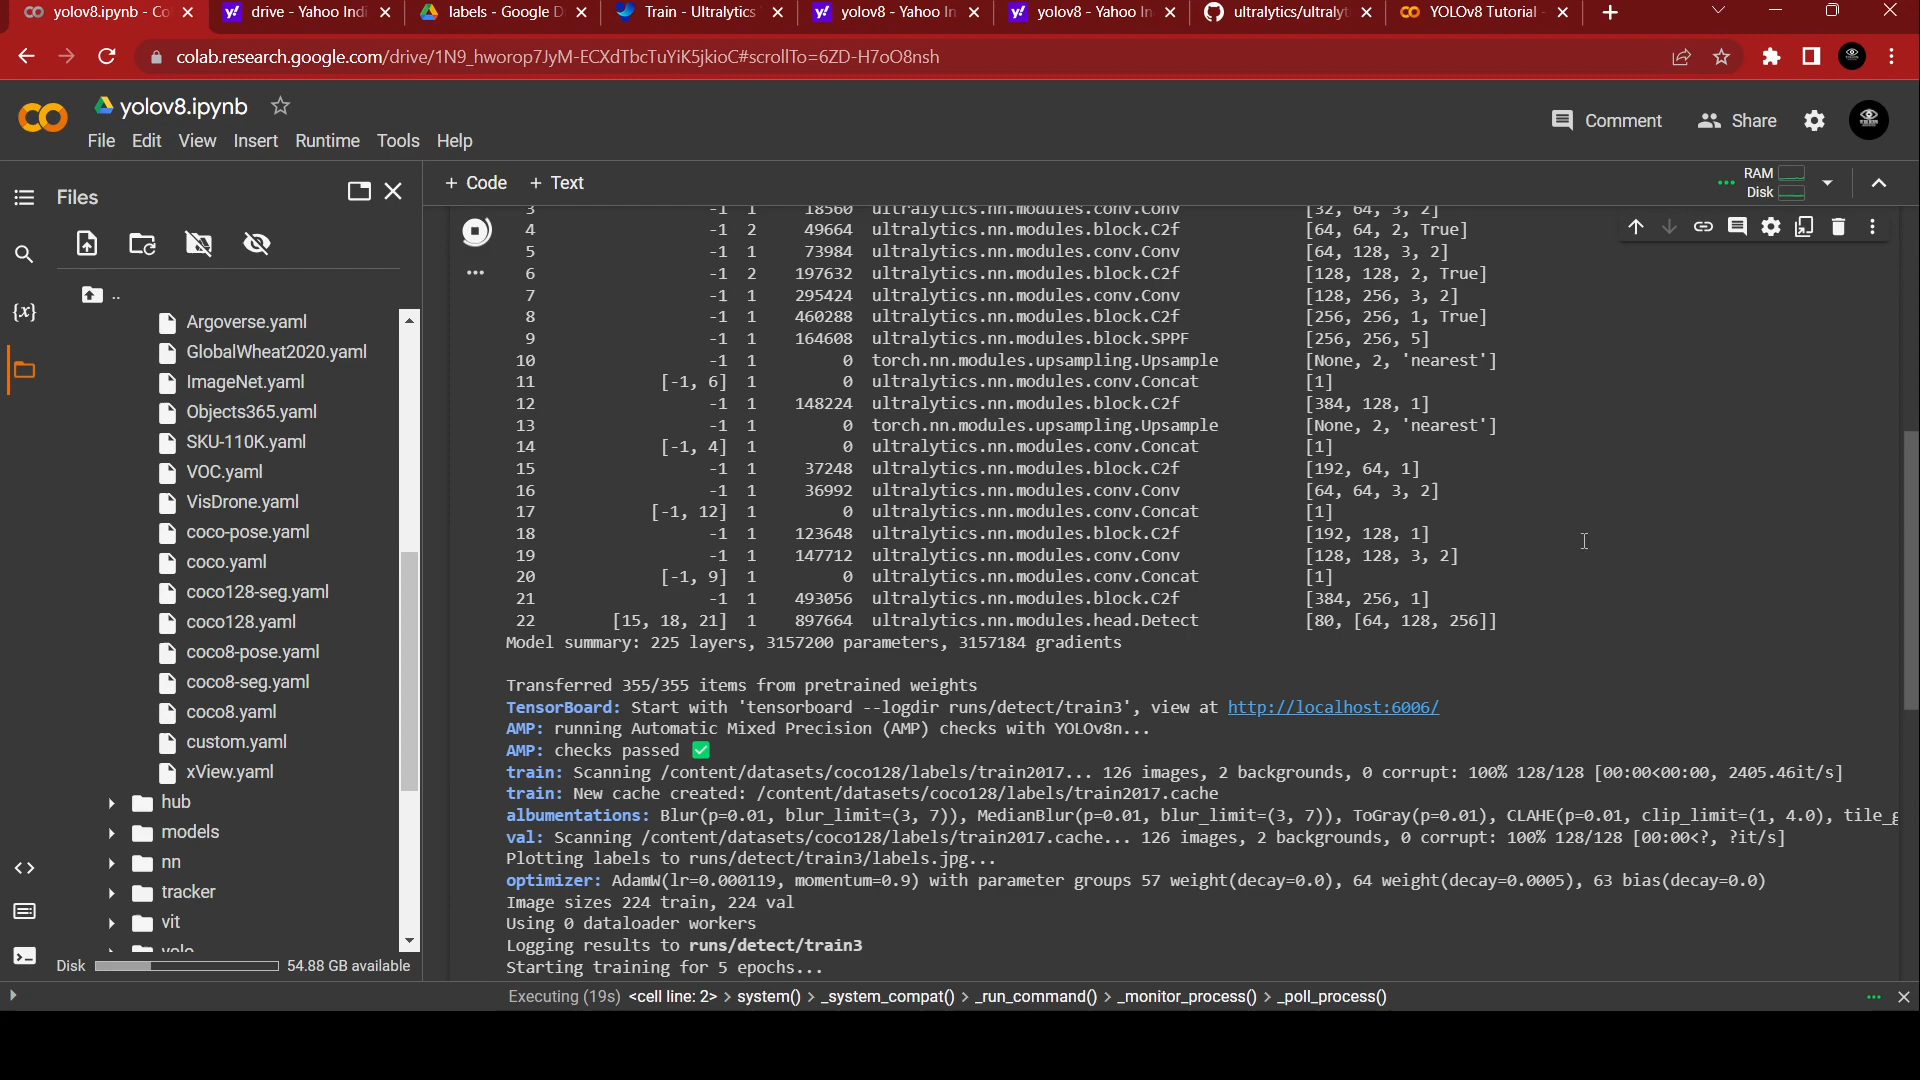 yolov8.ipynb - Co
drive - Yahoo Indi
labels - Google D
Train - Ultralytics
yolov8 - Yahoo In
yolov8 - Yahoo In
ultralytics/ultralyt
YOLOv8 Tutorial -
colab.research.google.com/drive/1N9_hworop7JyM-ECXdTbcTuYiK5jkioC#scrollTo=6ZD-H7oO8nsh
yolov8.ipynb
Comment Share
File Edit View Insert Runtime Tools Help
Files
+ Code + Text
RAM
Disk
..
Argoverse.yaml
GlobalWheat2020.yaml
ImageNet.yaml
Objects365.yaml
SKU-110K.yaml
VOC.yaml
VisDrone.yaml
coco-pose.yaml
coco.yaml
coco128-seg.yaml
coco128.yaml
coco8-pose.yaml
coco8-seg.yaml
coco8.yaml
custom.yaml
xView.yaml
hub
models
nn
tracker
vit
yolo
Disk 54.88 GB available
3 -1 1 18560 ultralytics.nn.modules.conv.Conv [32, 64, 3, 2]
4 -1 2 49664 ultralytics.nn.modules.block.C2f [64, 64, 2, True]
5 -1 1 73984 ultralytics.nn.modules.conv.Conv [64, 128, 3, 2]
6 -1 2 197632 ultralytics.nn.modules.block.C2f [128, 128, 2, True]
7 -1 1 295424 ultralytics.nn.modules.conv.Conv [128, 256, 3, 2]
8 -1 1 460288 ultralytics.nn.modules.block.C2f [256, 256, 1, True]
9 -1 1 164608 ultralytics.nn.modules.block.SPPF [256, 256, 5]
10 -1 1 0 torch.nn.modules.upsampling.Upsample [None, 2, 'nearest']
11 [-1, 6] 1 0 ultralytics.nn.modules.conv.Concat [1]
12 -1 1 148224 ultralytics.nn.modules.block.C2f [384, 128, 1]
13 -1 1 0 torch.nn.modules.upsampling.Upsample [None, 2, 'nearest']
14 [-1, 4] 1 0 ultralytics.nn.modules.conv.Concat [1]
15 -1 1 37248 ultralytics.nn.modules.block.C2f [192, 64, 1]
16 -1 1 36992 ultralytics.nn.modules.conv.Conv [64, 64, 3, 2]
17 [-1, 12] 1 0 ultralytics.nn.modules.conv.Concat [1]
18 -1 1 123648 ultralytics.nn.modules.block.C2f [192, 128, 1]
19 -1 1 147712 ultralytics.nn.modules.conv.Conv [128, 128, 3, 2]
20 [-1, 9] 1 0 ultralytics.nn.modules.conv.Concat [1]
21 -1 1 493056 ultralytics.nn.modules.block.C2f [384, 256, 1]
22 [15, 18, 21] 1 897664 ultralytics.nn.modules.head.Detect [80, [64, 128, 256]]
Model summary: 225 layers, 3157200 parameters, 3157184 gradients
Transferred 355/355 items from pretrained weights
TensorBoard: Start with 'tensorboard --logdir runs/detect/train3', view at http://localhost:6006/
AMP: running Automatic Mixed Precision (AMP) checks with YOLOv8n...
AMP: checks passed ✅
train: Scanning /content/datasets/coco128/labels/train2017... 126 images, 2 backgrounds, 0 corrupt: 100% 128/128 [00:00<00:00, 2405.46it/s]
train: New cache created: /content/datasets/coco128/labels/train2017.cache
albumentations: Blur(p=0.01, blur_limit=(3, 7)), MedianBlur(p=0.01, blur_limit=(3, 7)), ToGray(p=0.01), CLAHE(p=0.01, clip_limit=(1, 4.0), tile_g
val: Scanning /content/datasets/coco128/labels/train2017.cache... 126 images, 2 backgrounds, 0 corrupt: 100% 128/128 [00:00<?, ?it/s]
Plotting labels to runs/detect/train3/labels.jpg...
optimizer: AdamW(lr=0.000119, momentum=0.9) with parameter groups 57 weight(decay=0.0), 64 weight(decay=0.0005), 63 bias(decay=0.0)
Image sizes 224 train, 224 val
Using 0 dataloader workers
Logging results to runs/detect/train3
Starting training for 5 epochs...
Executing (19s) <cell line: 2> > system() > _system_compat() > _run_command() > _monitor_process() > _poll_process()